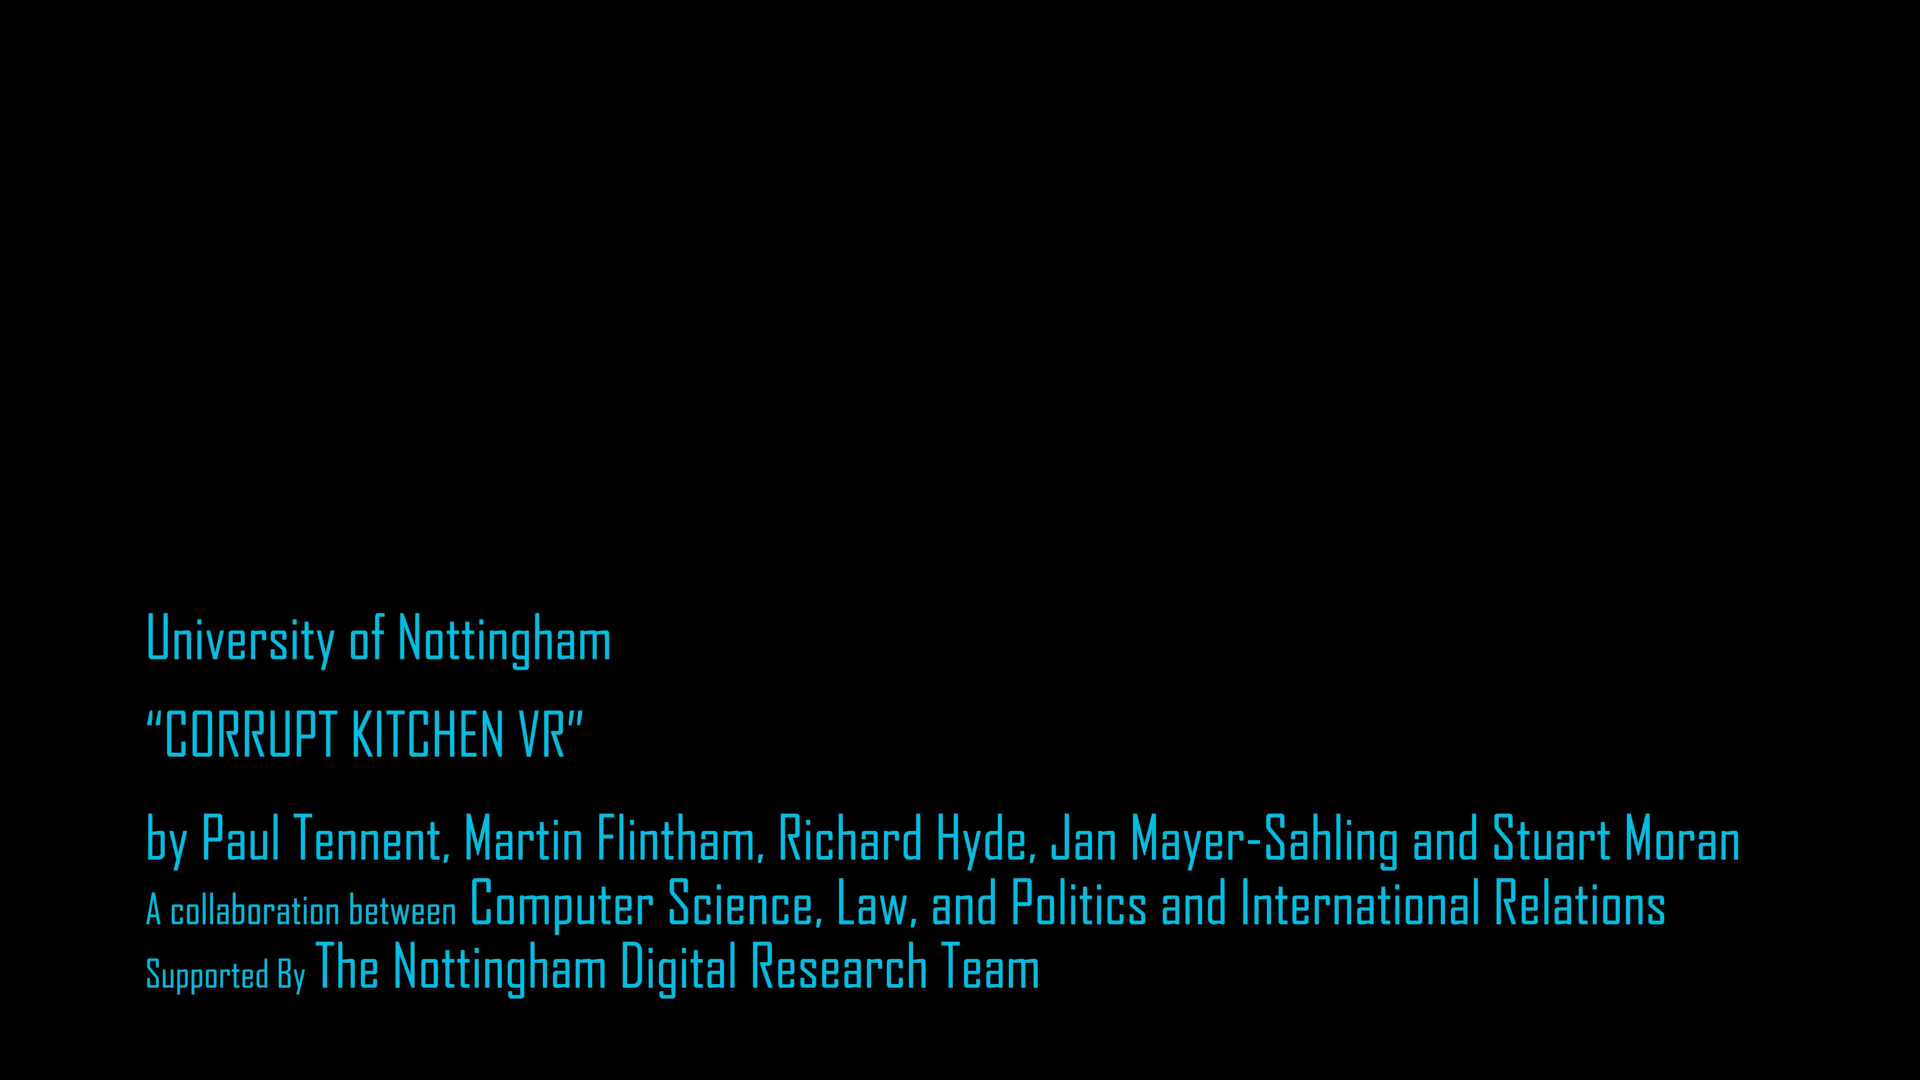 University of Nottingham
“CORRUPT KITCHEN VR”
by Paul Tennent, Martin Flintham, Richard Hyde, Jan Mayer-Sahling and Stuart Moran
A collaboration between Computer Science, Law, and Politics and International Relations
Supported By The Nottingham Digital Research Team